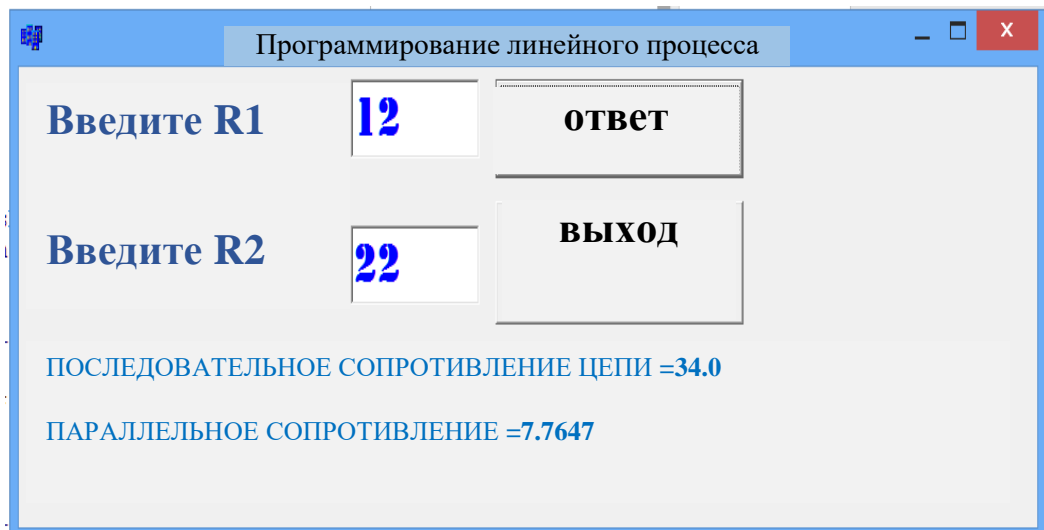 Программирование линейного процесса
Введите R1
12
ответ
Введите R2
22
выход
ПОСЛЕДОВАТЕЛЬНОЕ СОПРОТИВЛЕНИЕ ЦЕПИ =34.0
ПАРАЛЛЕЛЬНОЕ СОПРОТИВЛЕНИЕ =7.7647